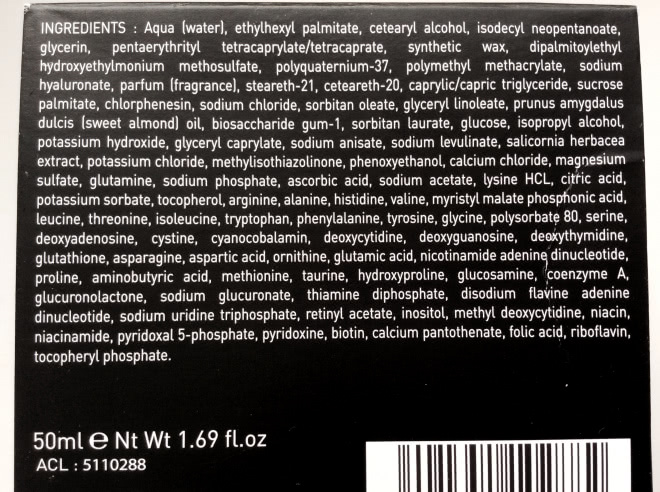 INGREDIENTS : Aqua (water), ethylhexyl palmitate, cetearyl alcohol, isodecyl neopentanoate,
glycerin, pentaerythrityl tetracaprylate/tetracaprate, synthetic wax, dipalmitoylethyl
hydroxyethylmonium methosulfate, polyquaternium-37, polymethyl methacrylate, sodium
hyaluronate, parfum (fragrance), steareth-21, ceteareth-20, caprylic/capric triglyceride, sucrose
palmitate, chlorphenesin, sodium chloride, sorbitan oleate, glyceryl linoleate, prunus amygdalus
dulcis (sweet almond) oil, biosaccharide gum-1, sorbitan laurate, glucose, isopropyl alcohol,
potassium hydroxide, glyceryl caprylate, sodium anisate, sodium levulinate, salicornia herbacea
extract, potassium chloride, methylisothiazolinone, phenoxyethanol, calcium chloride, magnesium
sulfate, glutamine, sodium phosphate, ascorbic acid, sodium acetate, lysine HCL, citric acid,
potassium sorbate, tocopherol, arginine, alanine, histidine, valine, myristyl malate phosphonic acid,
leucine, threonine, isoleucine, tryptophan, phenylalanine, tyrosine, glycine, polysorbate 80, serine,
deoxyadenosine, cystine, cyanocobalamin, deoxycytidine, deoxyguanosine, deoxythymidine,
glutathione, asparagine, aspartic acid, ornithine, glutamic acid, nicotinamide adenine dinucleotide,
proline, aminobutyric acid, methionine, taurine, hydroxyproline, glucosamine, coenzyme A,
glucuronolactone, sodium glucuronate, thiamine diphosphate, disodium flavine adenine
dinucleotide, sodium uridine triphosphate, retinyl acetate, inositol, methyl deoxycytidine, niacin,
niacinamide, pyridoxal 5-phosphate, pyridoxine, biotin, calcium pantothenate, folic acid, riboflavin,
tocopheryl phosphate.
50ml ℮ Nt Wt 1.69 fl.oz
ACL : 5110288